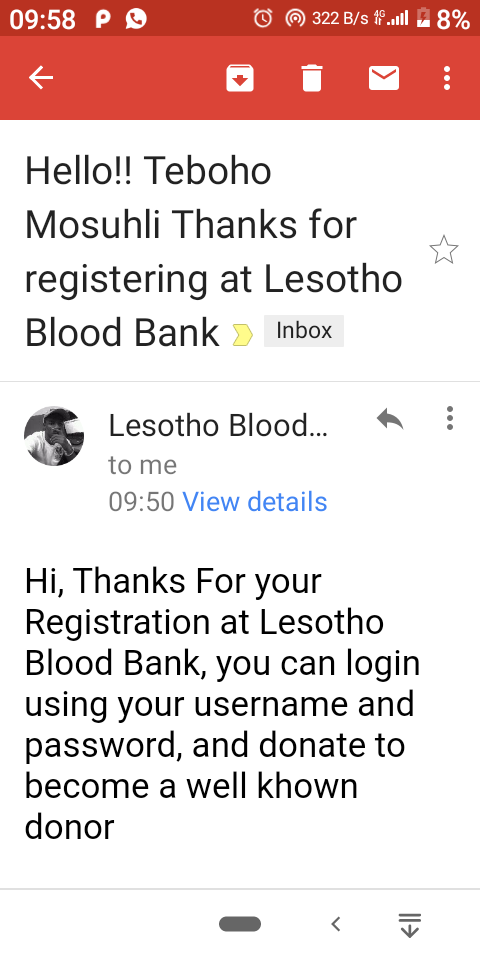 09:58 322 B/s 4G 8%
Hello!! Teboho
Mosuhli Thanks for
registering at Lesotho
Blood Bank Inbox
Lesotho Blood...
to me
09:50 View details
Hi, Thanks For your
Registration at Lesotho
Blood Bank, you can login
using your username and
password, and donate to
become a well khown
donor